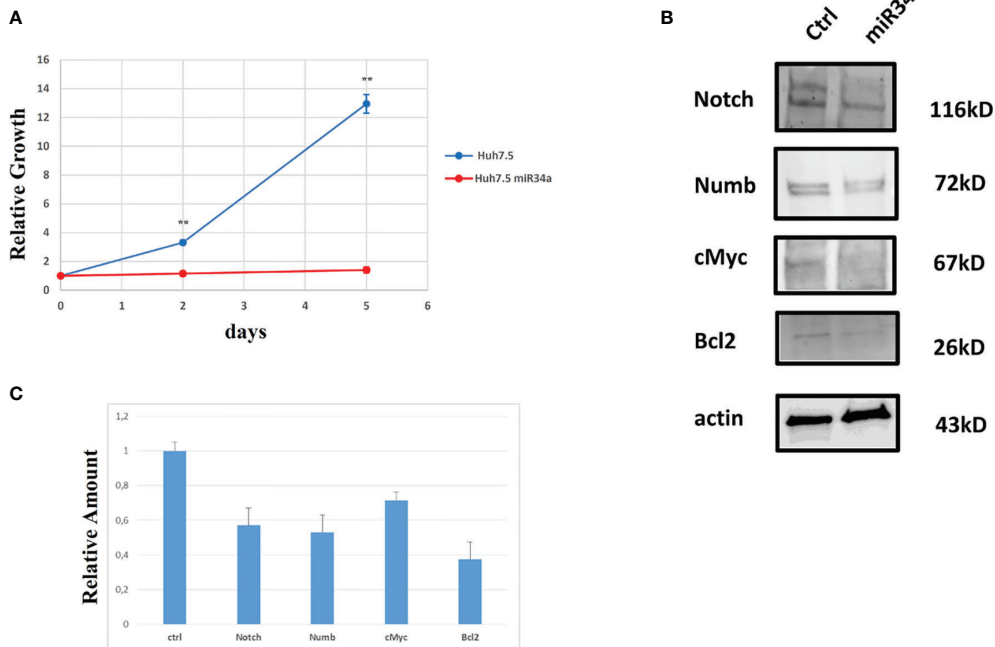 A
16
14
12
10
8
6
4
2
0
Relative Growth
**
**
0 1 2 3 4 5 6
days
Huh7.5
Huh7.5 miR34a
B
Ctrl
Notch 116kD
Numb 72kD
cMyc 67kD
Bcl2 26kD
actin 43kD
C
1,2
1
0,8
0,6
0,4
0,2
0
Relative Amount
ctrl Notch Numb cMyc Bcl2